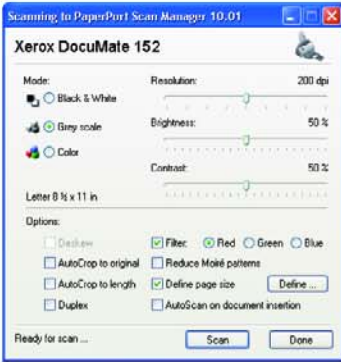 Scanning to PaperPort Scan Manager 10.01
Xerox DocuMate 152
Mode:
Resolution: 200 dpi
Black & White
Grey scale
Brightness: 50 %
Color
Contrast: 50 %
Letter 8 ½ x 11 in
Options:
Deskew
Filter: Red Green Blue
AutoCrop to original
Reduce Moiré patterns
AutoCrop to length
Define page size
Define ...
Duplex
AutoScan on document insertion
Ready for scan ...
Scan
Done